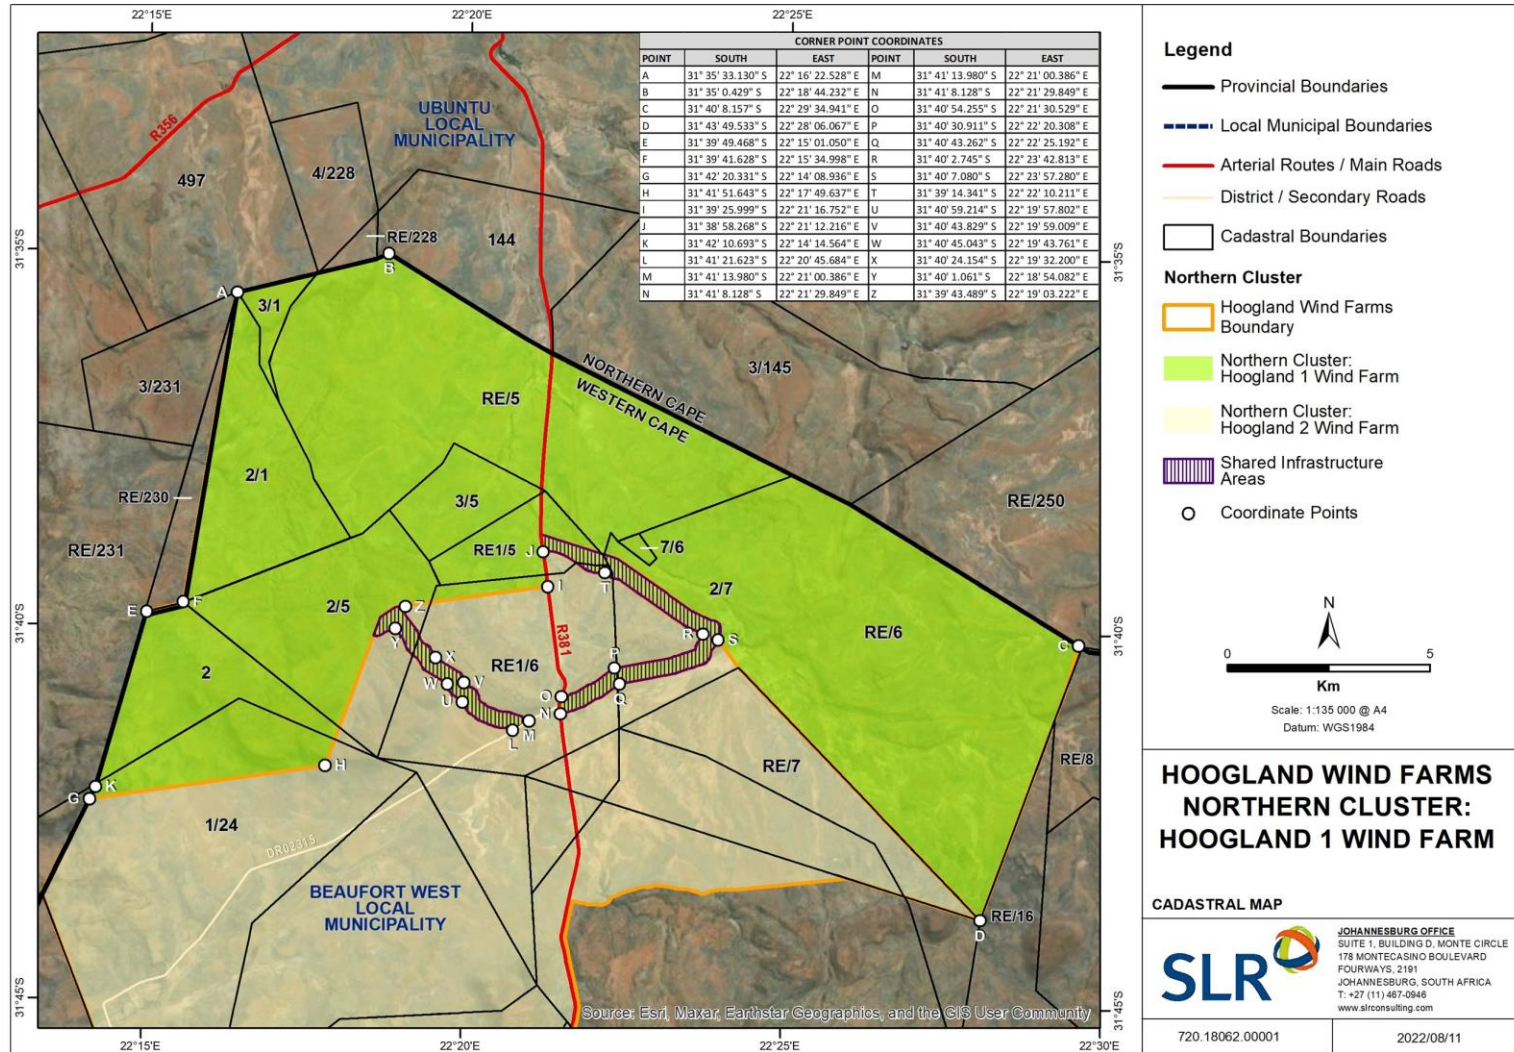 22°15'E 22°20'E 22°25'E
CORNER POINT COORDINATES
POINT SOUTH EAST POINT SOUTH EAST
A 31° 35' 33.130" S 22° 16' 22.528" E M 31° 41' 13.980" S 22° 21' 00.386" E
B 31° 35' 0.429" S 22° 18' 44.232" E N 31° 41' 8.128" S 22° 21' 29.849" E
C 31° 40' 8.157" S 22° 29' 34.941" E O 31° 40' 54.255" S 22° 21' 30.529" E
D 31° 43' 49.533" S 22° 28' 06.067" E P 31° 40' 30.911" S 22° 22' 20.308" E
E 31° 39' 49.468" S 22° 15' 01.050" E Q 31° 40' 43.262" S 22° 22' 25.192" E
F 31° 39' 41.628" S 22° 15' 34.998" E R 31° 40' 2.745" S 22° 23' 42.813" E
G 31° 42' 20.331" S 22° 14' 08.936" E S 31° 40' 7.080" S 22° 23' 57.280" E
H 31° 41' 51.643" S 22° 17' 49.637" E T 31° 39' 14.341" S 22° 22' 10.211" E
I 31° 39' 25.999" S 22° 21' 16.752" E U 31° 40' 59.214" S 22° 19' 57.802" E
J 31° 38' 58.268" S 22° 21' 12.216" E V 31° 40' 43.829" S 22° 19' 59.009" E
K 31° 42' 10.693" S 22° 14' 14.564" E W 31° 40' 45.043" S 22° 19' 43.761" E
L 31° 41' 21.623" S 22° 20' 45.684" E X 31° 40' 24.154" S 22° 19' 32.200" E
M 31° 41' 13.980" S 22° 21' 00.386" E Y 31° 40' 1.061" S 22° 18' 54.082" E
N 31° 41' 8.128" S 22° 21' 29.849" E Z 31° 39' 43.489" S 22° 19' 03.222" E
R356
UBUNTU
LOCAL
MUNICIPALITY
497
4/228
RE/228
144
31°35'S
31°35'S
A
B
3/1
3/231
NORTHERN CAPE
WESTERN CAPE
3/145
RE/5
2/1
RE/230
3/5
RE/250
RE/231
RE1/5
J
7/6
I
T
2/7
E
F
2/5
Z
31°40'S
31°40'S
Y
R381
R
S
RE/6
C
X
RE1/6
P
2
W
V
Q
U
O
N
M
L
K
G
H
RE/7
RE/8
1/24
DR02315
BEAUFORT WEST
LOCAL
MUNICIPALITY
RE/16
D
31°45'S
31°45'S
Source: Esri, Maxar, Earthstar Geographics, and the GIS User Community
22°15'E 22°20'E 22°25'E 22°30'E
Legend
Provincial Boundaries
Local Municipal Boundaries
Arterial Routes / Main Roads
District / Secondary Roads
Cadastral Boundaries
Northern Cluster
Hoogland Wind Farms
Boundary
Northern Cluster:
Hoogland 1 Wind Farm
Northern Cluster:
Hoogland 2 Wind Farm
Shared Infrastructure
Areas
Coordinate Points
N
0 5
Km
Scale: 1:135 000 @ A4
Datum: WGS1984
HOOGLAND WIND FARMS
NORTHERN CLUSTER:
HOOGLAND 1 WIND FARM
CADASTRAL MAP
SLR
JOHANNESBURG OFFICE
SUITE 1, BUILDING D, MONTE CIRCLE
178 MONTECASINO BOULEVARD
FOURWAYS, 2191
JOHANNESBURG, SOUTH AFRICA
T: +27 (11) 467-0946
www.slrconsulting.com
720.18062.00001 2022/08/11